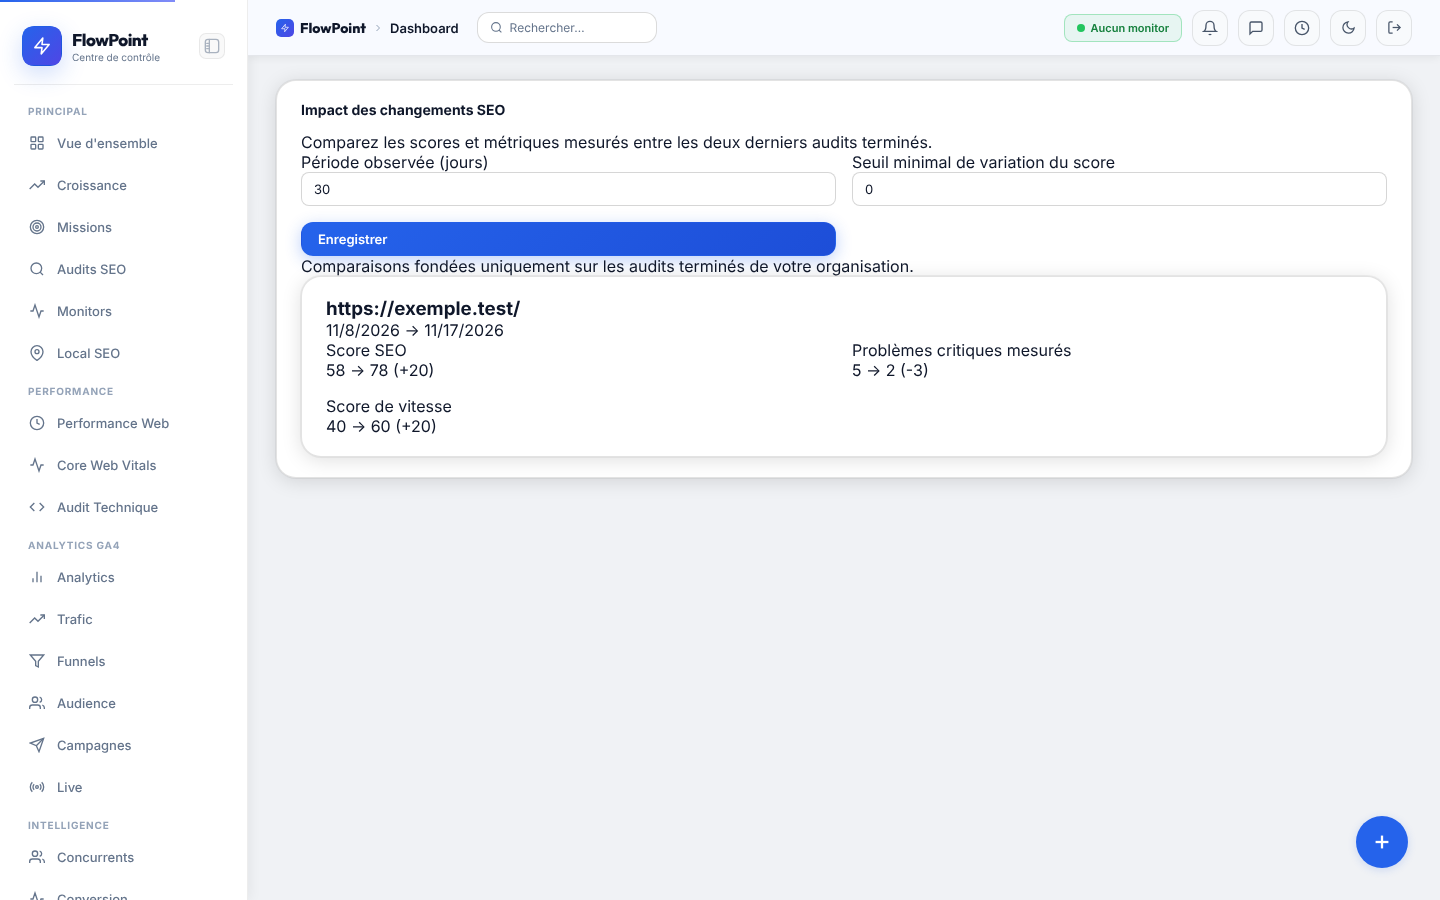 FlowPoint
Centre de contrôle
PRINCIPAL
Vue d'ensemble
Croissance
Missions
Audits SEO
Monitors
Local SEO
PERFORMANCE
Performance Web
Core Web Vitals
Audit Technique
ANALYTICS GA4
Analytics
Trafic
Funnels
Audience
Campagnes
Live
INTELLIGENCE
Concurrents
Conversion
FlowPoint › Dashboard
Rechercher...
Aucun monitor
Impact des changements SEO
Comparez les scores et métriques mesurés entre les deux derniers audits terminés.
Période observée (jours)
30
Seuil minimal de variation du score
0
Enregistrer
Comparaisons fondées uniquement sur les audits terminés de votre organisation.
https://exemple.test/
11/8/2026 → 11/17/2026
Score SEO
58 → 78 (+20)
Problèmes critiques mesurés
5 → 2 (-3)
Score de vitesse
40 → 60 (+20)